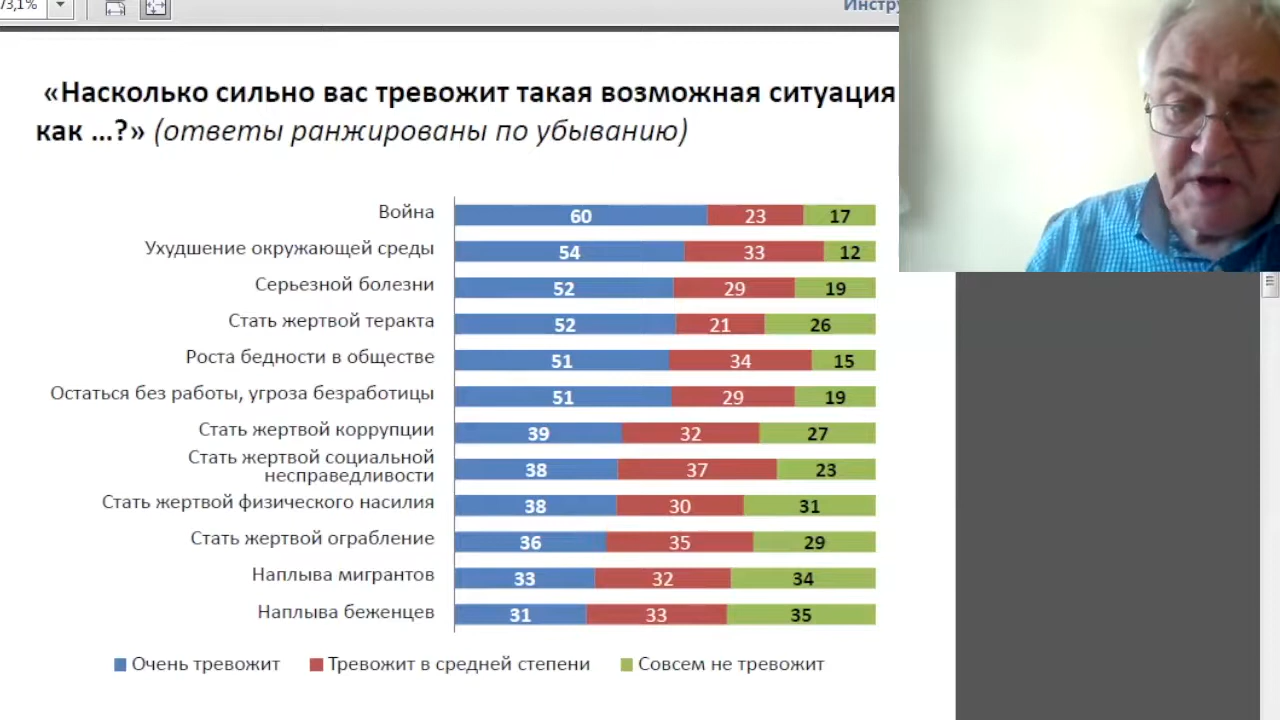 73,1%
Инстру
«Насколько сильно вас тревожит такая возможная ситуация
как ...?» (ответы ранжированы по убыванию)
Война 60 23 17
Ухудшение окружающей среды 54 33 12
Серьезной болезни 52 29 19
Стать жертвой теракта 52 21 26
Роста бедности в обществе 51 34 15
Остаться без работы, угроза безработицы 51 29 19
Стать жертвой коррупции 39 32 27
Стать жертвой социальной
несправедливости 38 37 23
Стать жертвой физического насилия 38 30 31
Стать жертвой ограбление 36 35 29
Наплыва мигрантов 33 32 34
Наплыва беженцев 31 33 35
Очень тревожит Тревожит в средней степени Совсем не тревожит